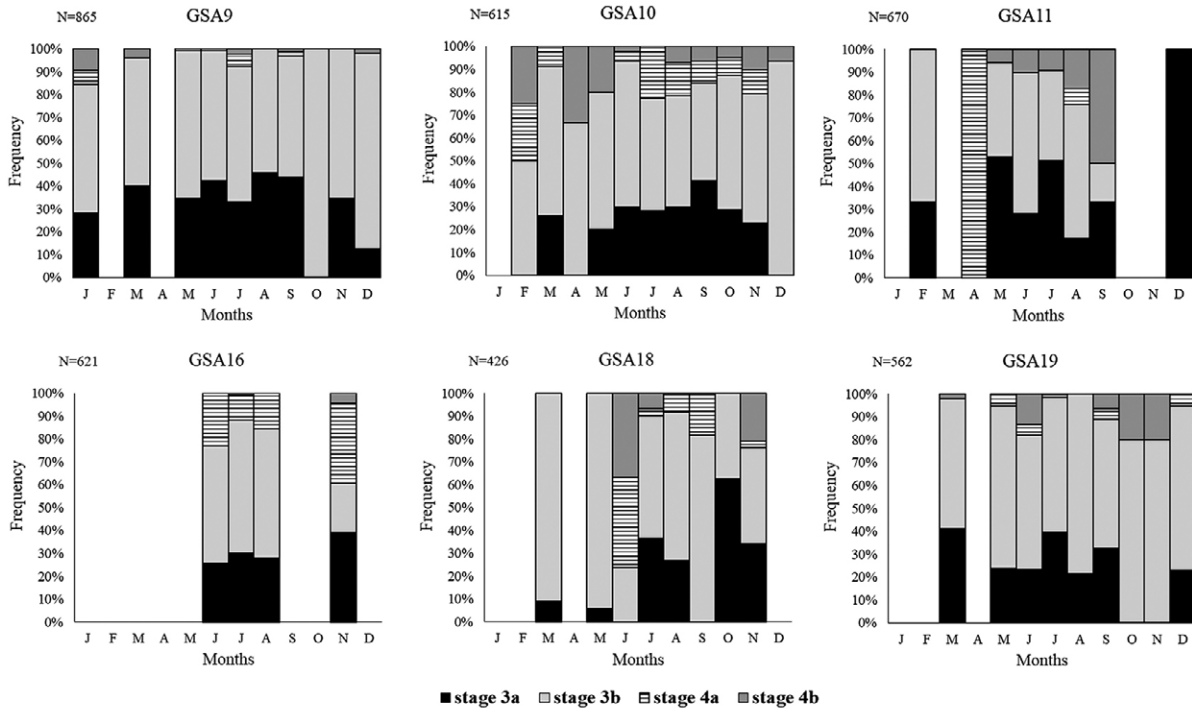 N=865 GSA9
100%
90%
80%
70%
60%
50%
40%
30%
20%
10%
0%
Frequency
J F M A M J J A S O N D
Months
N=615 GSA10
100%
90%
80%
70%
60%
50%
40%
30%
20%
10%
0%
Frequency
J F M A M J J A S O N D
Months
N=670 GSA11
100%
90%
80%
70%
60%
50%
40%
30%
20%
10%
0%
Frequency
J F M A M J J A S O N D
Months
N=621 GSA16
100%
90%
80%
70%
60%
50%
40%
30%
20%
10%
0%
Frequency
J F M A M J J A S O N D
Months
N=426 GSA18
100%
90%
80%
70%
60%
50%
40%
30%
20%
10%
0%
Frequency
J F M A M J J A S O N D
Months
N=562 GSA19
100%
90%
80%
70%
60%
50%
40%
30%
20%
10%
0%
Frequency
J F M A M J J A S O N D
Months
stage 3a stage 3b stage 4a stage 4b